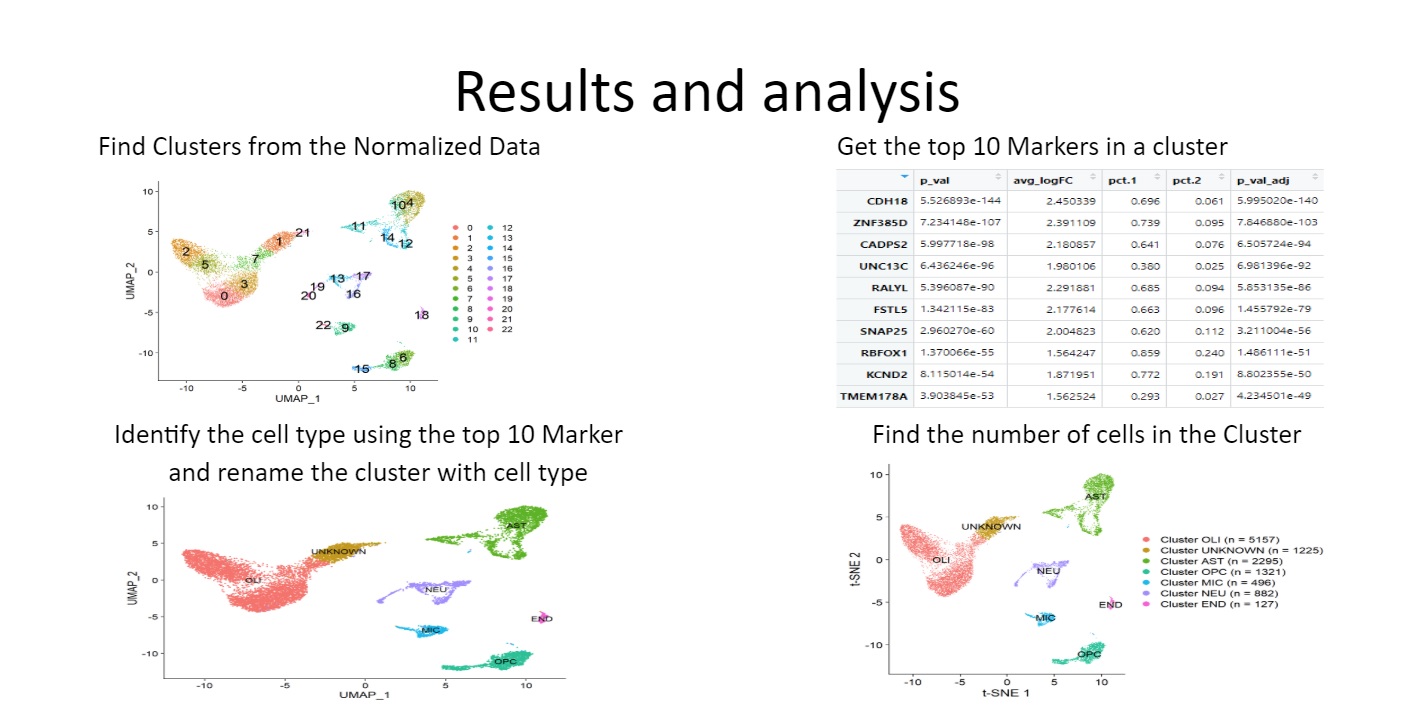 Results and analysis
Find Clusters from the Normalized Data
10
5
0
-5
-10
UMAP_2
-10 -5 0 5 10
UMAP_1
10 4
11
14 12
21
1
2
5
7
3
0
13 17
19
20 16
18
22 9
15 8 6
0 12
1 13
2 14
3 15
4 16
5 17
6 18
7 19
8 20
9 21
10 22
11
Get the top 10 Markers in a cluster
p_val avg_logFC pct.1 pct.2 p_val_adj
CDH18 5.526893e-144 2.450339 0.696 0.061 5.995020e-140
ZNF385D 7.234148e-107 2.391109 0.739 0.095 7.846880e-103
CADPS2 5.997718e-98 2.180857 0.641 0.076 6.505724e-94
UNC13C 6.436246e-96 1.980106 0.380 0.025 6.981396e-92
RALYL 5.396087e-90 2.291881 0.685 0.094 5.853135e-86
FSTL5 1.342115e-83 2.177614 0.663 0.096 1.455792e-79
SNAP25 2.960270e-60 2.004823 0.620 0.112 3.211004e-56
RBFOX1 1.370066e-55 1.564247 0.859 0.240 1.486111e-51
KCND2 8.115014e-54 1.871951 0.772 0.191 8.802355e-50
TMEM178A 3.903845e-53 1.562524 0.293 0.027 4.234501e-49
Identify the cell type using the top 10 Marker
and rename the cluster with cell type
10
5
0
-5
-10
UMAP_2
-10 -5 0 5 10
UMAP_1
AST
UNKNOWN
OLI
NEU
END
MIC
OPC
Find the number of cells in the Cluster
10
5
0
-5
-10
t-SNE 2
-10 -5 0 5 10
t-SNE 1
AST
UNKNOWN
OLI
NEU
END
MIC
OPC
Cluster OLI (n = 5157)
Cluster UNKNOWN (n = 1225)
Cluster AST (n = 2295)
Cluster OPC (n = 1321)
Cluster MIC (n = 496)
Cluster NEU (n = 882)
Cluster END (n = 127)